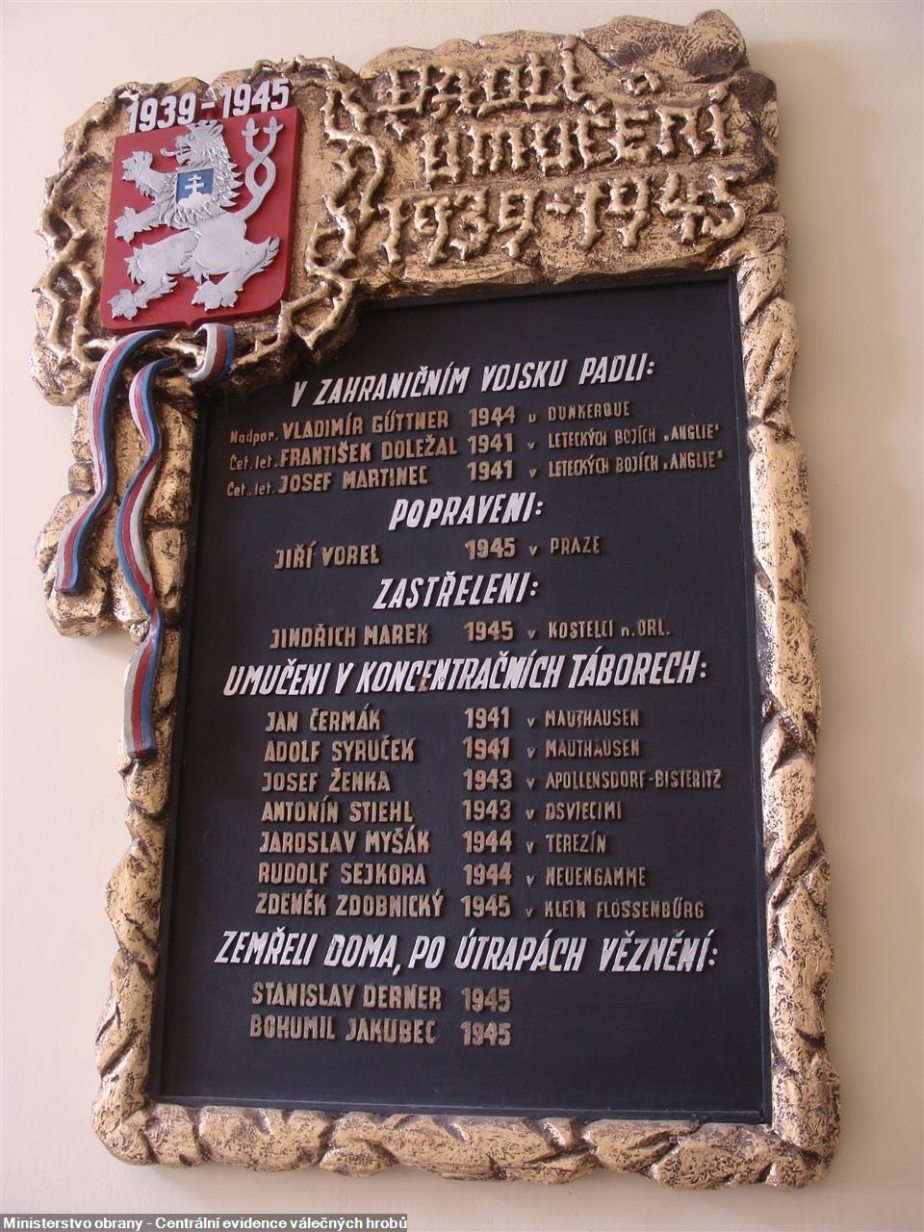 1939-1945
PADLÍ A
UMUČENÍ
1939-1945
V ZAHRANIČNÍM VOJSKU PADLI:
Nadpor. VLADIMÍR GÜTTNER 1944 u DUNKERQUE
Čet. let. FRANTIŠEK DOLEŽAL 1941 v LETECKÝCH BOJÍCH „ANGLIE"
Čet. let. JOSEF MARTINEC 1941 v LETECKÝCH BOJÍCH „ANGLIE"
POPRAVENI:
JIŘÍ VOREL 1945 v PRAZE
ZASTŘELENI:
JINDŘICH MAREK 1945 v KOSTELCI n. ORL.
UMUČENI V KONCENTRAČNÍCH TÁBORECH:
JAN ČERMÁK 1941 v MAUTHAUSEN
ADOLF SYRUČEK 1941 v MAUTHAUSEN
JOSEF ŽENKA 1943 v APOLLENSDORF-BISTERITZ
ANTONÍN STIEHL 1943 v OSVIECIMI
JAROSLAV MYŠÁK 1944 v TEREZÍN
RUDOLF SEJKORA 1944 v NEUENGAMME
ZDENĚK ZDOBNICKÝ 1945 v KLEIN FLOSSENBŰRG
ZEMŘELI DOMA, PO ÚTRAPÁCH VĚZNĚNÍ:
STANISLAV DERNER 1945
BOHUMIL JAKUBEC 1945
Ministerstvo obrany - Centrální evidence válečných hrobů